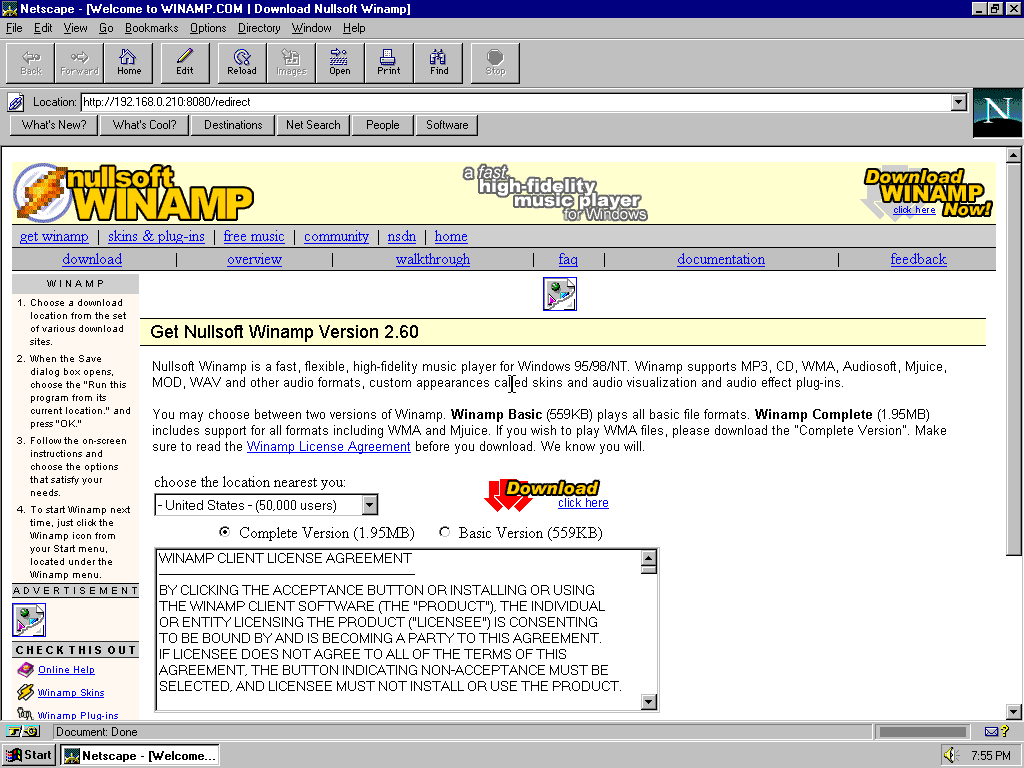 Netscape - [Welcome to WINAMP.COM | Download Nullsoft Winamp]
File Edit View Go Bookmarks Options Directory Window Help
Back Forward Home Edit Reload Images Open Print Find Stop
Location: http://192.168.0.210:8080/redirect
N
What's New? What's Cool? Destinations Net Search People Software
nullsoft
WINAMP
a fast,
high-fidelity
music player
for Windows
Download
WINAMP
click here Now!
get winamp | skins & plug-ins | free music | community | nsdn | home
download | overview | walkthrough | faq | documentation | feedback
WINAMP
1. Choose a download
location from the set
of various download
sites.
2. When the Save
dialog box opens,
choose the "Run this
program from its
current location." and
press "OK."
3. Follow the on-screen
instructions and
choose the options
that satisfy your
needs.
4. To start Winamp next
time, just click the
Winamp icon from
your Start menu,
located under the
Winamp menu.
ADVERTISEMENT
CHECK THIS OUT
Online Help
Winamp Skins
Winamp Plug-ins
Get Nullsoft Winamp Version 2.60
Nullsoft Winamp is a fast, flexible, high-fidelity music player for Windows 95/98/NT. Winamp supports MP3, CD, WMA, Audiosoft, Mjuice,
MOD, WAV and other audio formats, custom appearances called skins and audio visualization and audio effect plug-ins.
You may choose between two versions of Winamp. Winamp Basic (559KB) plays all basic file formats. Winamp Complete (1.95MB)
includes support for all formats including WMA and Mjuice. If you wish to play WMA files, please download the "Complete Version". Make
sure to read the Winamp License Agreement before you download. We know you will.
choose the location nearest you:
- United States - (50,000 users)
Download
click here
Complete Version (1.95MB) Basic Version (559KB)
WINAMP CLIENT LICENSE AGREEMENT
BY CLICKING THE ACCEPTANCE BUTTON OR INSTALLING OR USING
THE WINAMP CLIENT SOFTWARE (THE "PRODUCT"), THE INDIVIDUAL
OR ENTITY LICENSING THE PRODUCT ("LICENSEE") IS CONSENTING
TO BE BOUND BY AND IS BECOMING A PARTY TO THIS AGREEMENT.
IF LICENSEE DOES NOT AGREE TO ALL OF THE TERMS OF THIS
AGREEMENT, THE BUTTON INDICATING NON-ACCEPTANCE MUST BE
SELECTED, AND LICENSEE MUST NOT INSTALL OR USE THE PRODUCT.
Document: Done
Start Netscape - [Welcome... 7:55 PM